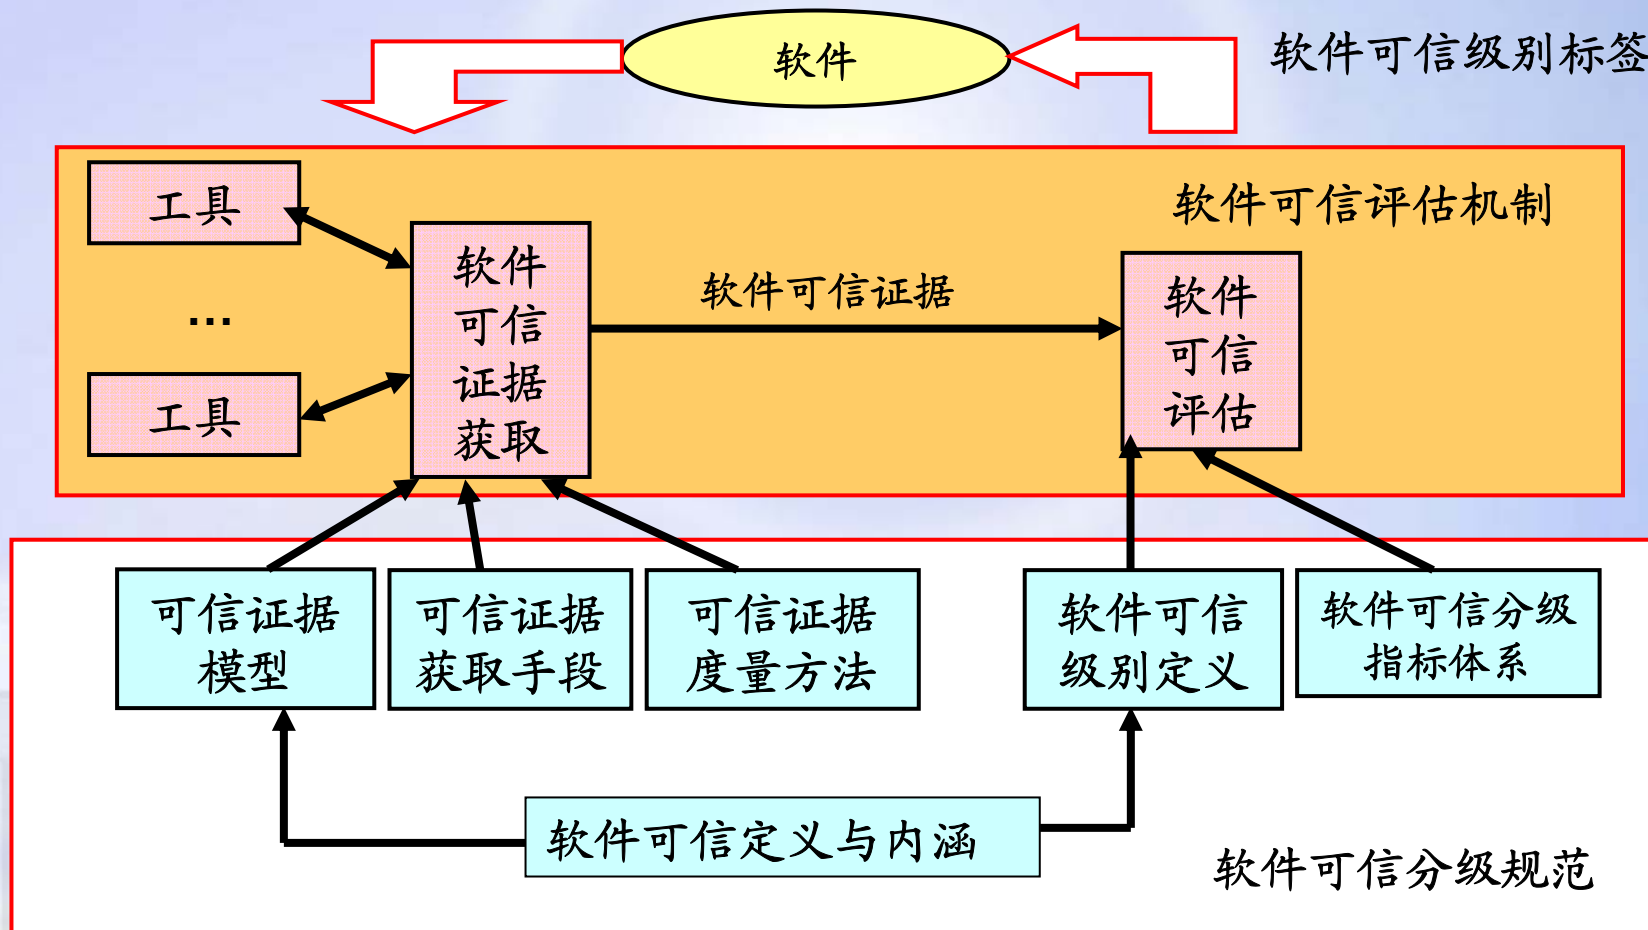 软件
软件可信级别标签
工具
软件可信评估机制
软件
可信
证据
获取
软件可信证据
软件
可信
评估
...
工具
可信证据
模型
可信证据
获取手段
可信证据
度量方法
软件可信
级别定义
软件可信分级
指标体系
软件可信定义与内涵
软件可信分级规范